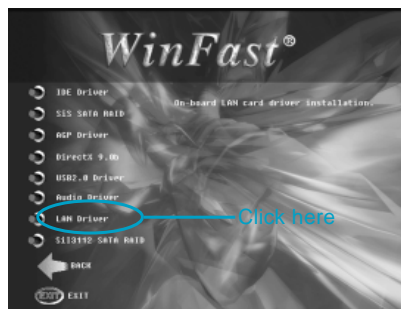 WinFast®
IDE Driver
On-board LAN card driver installation.
SiS SATA RAID
AGP Driver
DirectX 9.0b
USB2.0 Driver
Audio Driver
LAN Driver
Click here
SiI3112 SATA RAID
BACK
EXIT EXIT